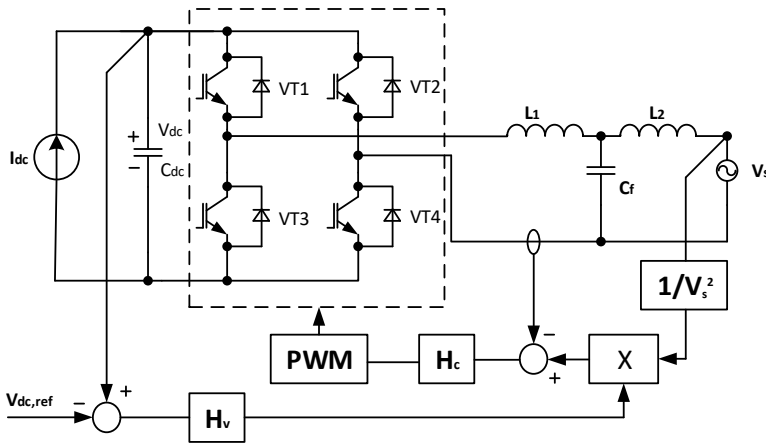 VT1
VT2
L1
L2
Idc
+
Vdc
−
Cdc
Cf
Vs
VT3
VT4
1/Vs²
−
PWM
Hc
+
X
Vdc,ref
−
+
Hv